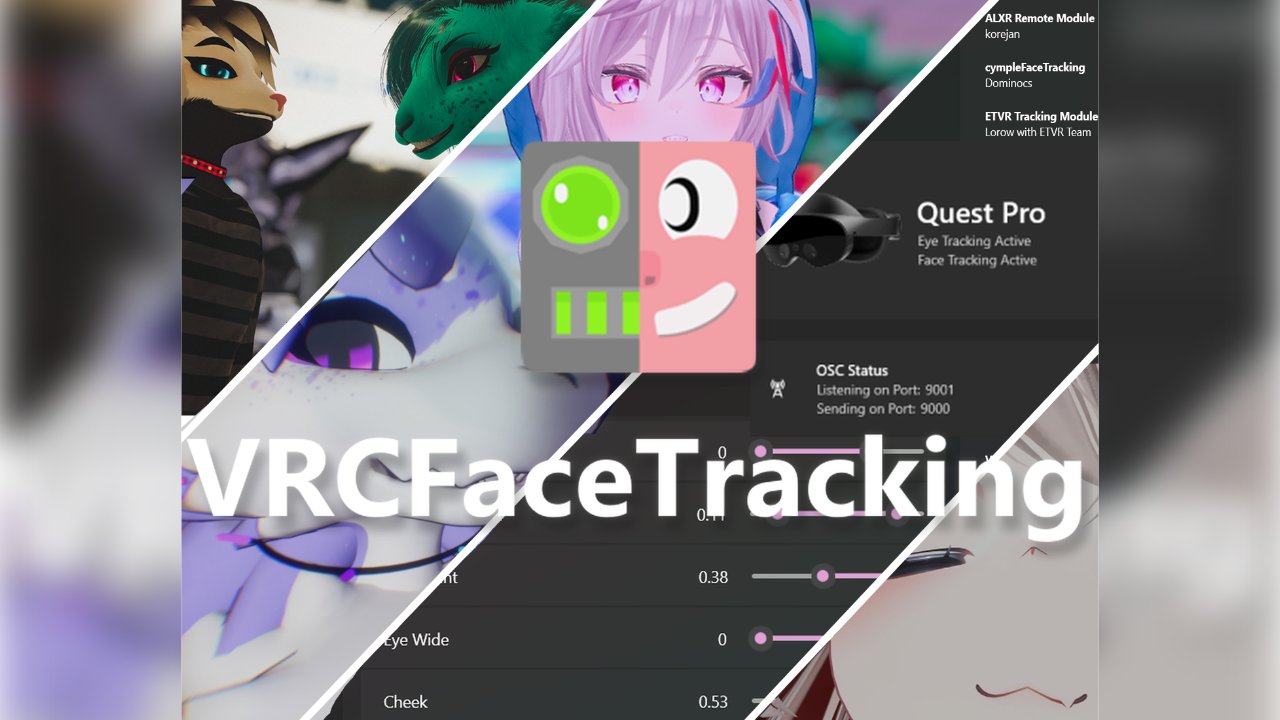 ALXR Remote Module
korejan
cympleFaceTracking
Dominocs
ETVR Tracking Module
Lorow with ETVR Team
Quest Pro
Eye Tracking Active
Face Tracking Active
OSC Status
Listening on Port: 9001
Sending on Port: 9000
0
VRCFaceTracking
0.38
Eye Wide
0
Cheek
0.53